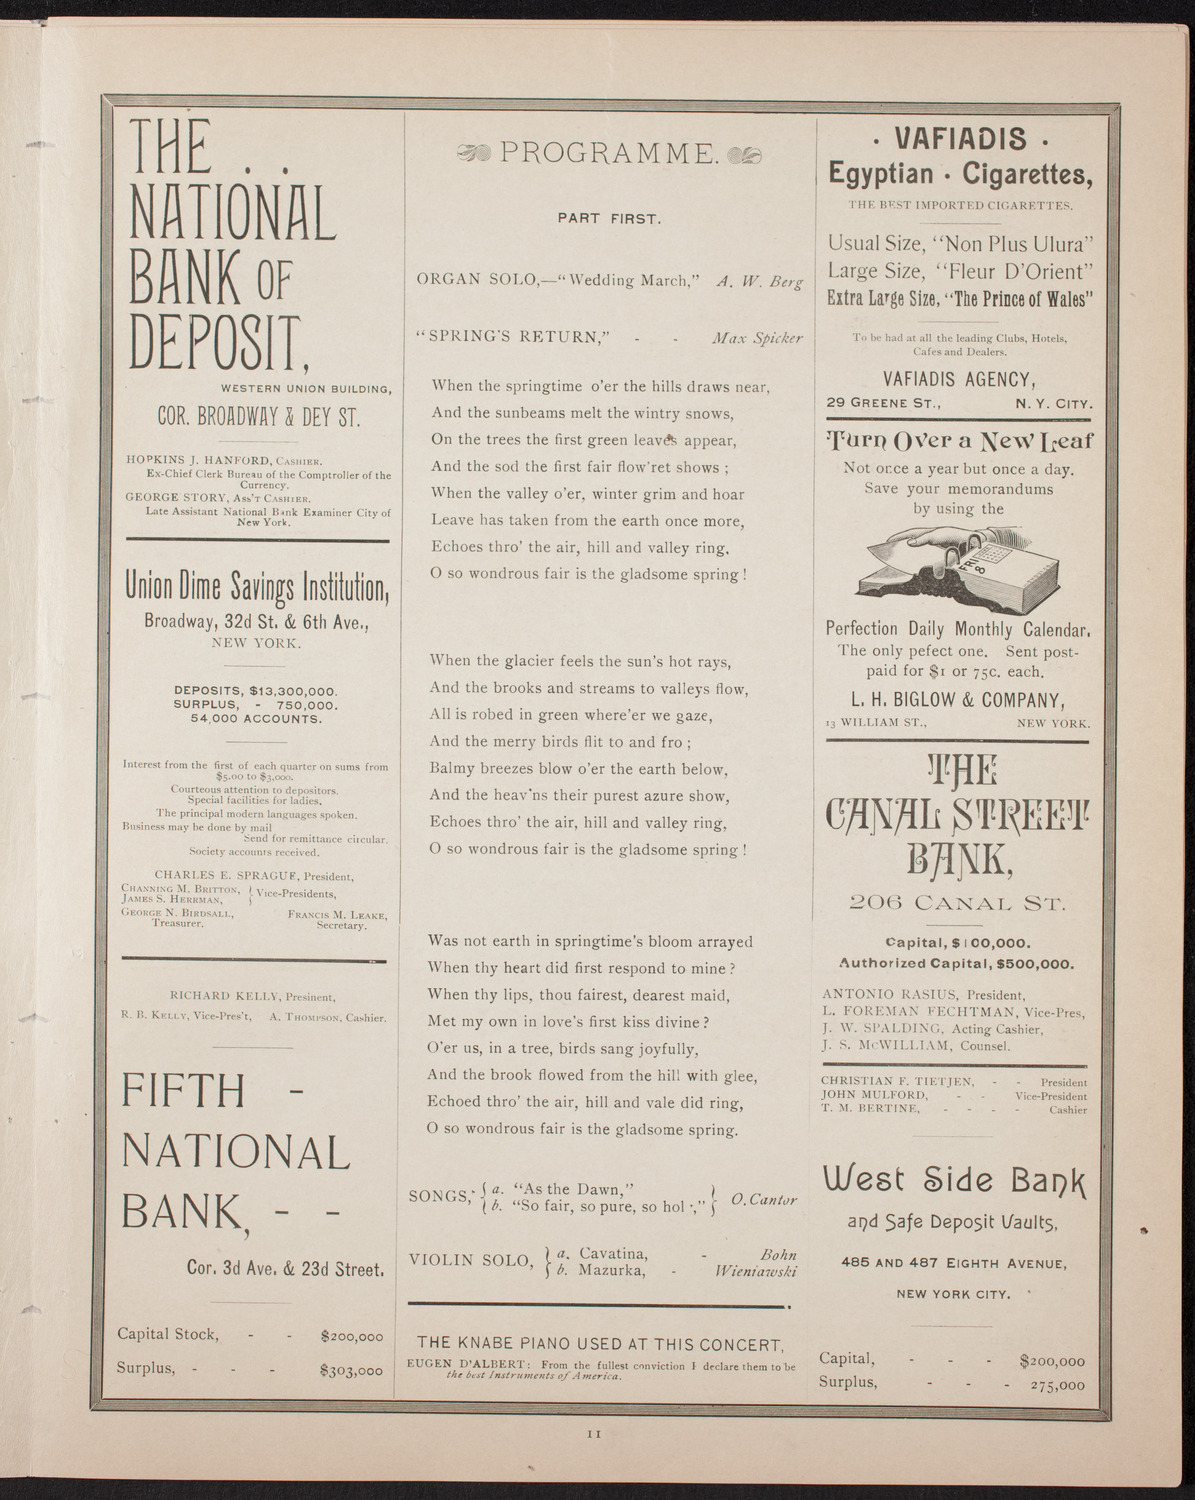 THE . .
NATIONAL
BANK OF
DEPOSIT,
WESTERN UNION BUILDING,
COR. BROADWAY & DEY ST.
HOPKINS J. HANFORD, CASHIER.
Ex-Chief Clerk Bureau of the Comptroller of the
Currency.
GEORGE STORY, Ass'T CASHIER.
Late Assistant National Bank Examiner City of
New York.
Union Dime Savings Institution,
Broadway, 32d St. & 6th Ave.,
NEW YORK.
DEPOSITS, $13,300,000.
SURPLUS, - 750,000.
54,000 ACCOUNTS.
Interest from the first of each quarter on sums from
$5.00 to $3,000.
Courteous attention to depositors.
Special facilities for ladies.
The principal modern languages spoken.
Business may be done by mail
Send for remittance circular.
Society accounts received.
CHARLES E. SPRAGUE, President,
CHANNING M. BRITTON, } Vice-Presidents,
JAMES S. HERRMAN,
GEORGE N. BIRDSALL, FRANCIS M. LEAKE,
Treasurer. Secretary.
RICHARD KELLY, Presinent,
R. B. KELLY, Vice-Pres't, A. THOMPSON, Cashier.
FIFTH -
NATIONAL
BANK, - -
Cor. 3d Ave. & 23d Street.
Capital Stock, - - $200,000
Surplus, - - - $303,000
PROGRAMME.
PART FIRST.
ORGAN SOLO,—"Wedding March," A. W. Berg
"SPRING'S RETURN," - - Max Spicker
When the springtime o'er the hills draws near,
And the sunbeams melt the wintry snows,
On the trees the first green leaves appear,
And the sod the first fair flow'ret shows ;
When the valley o'er, winter grim and hoar
Leave has taken from the earth once more,
Echoes thro' the air, hill and valley ring,
O so wondrous fair is the gladsome spring !
When the glacier feels the sun's hot rays,
And the brooks and streams to valleys flow,
All is robed in green where'er we gaze,
And the merry birds flit to and fro ;
Balmy breezes blow o'er the earth below,
And the heav'ns their purest azure show,
Echoes thro' the air, hill and valley ring,
O so wondrous fair is the gladsome spring !
Was not earth in springtime's bloom arrayed
When thy heart did first respond to mine ?
When thy lips, thou fairest, dearest maid,
Met my own in love's first kiss divine ?
O'er us, in a tree, birds sang joyfully,
And the brook flowed from the hill with glee,
Echoed thro' the air, hill and vale did ring,
O so wondrous fair is the gladsome spring.
SONGS, { a. "As the Dawn," } O. Cantor
{ b. "So fair, so pure, so hol ," }
VIOLIN SOLO, { a. Cavatina, - Bohn
{ b. Mazurka, - Wieniawski
THE KNABE PIANO USED AT THIS CONCERT,
EUGEN D'ALBERT: From the fullest conviction I declare them to be
the best Instruments of America.
· VAFIADIS ·
Egyptian · Cigarettes,
THE BEST IMPORTED CIGARETTES.
Usual Size, "Non Plus Ulura"
Large Size, "Fleur D'Orient"
Extra Large Size, "The Prince of Wales"
To be had at all the leading Clubs, Hotels,
Cafes and Dealers.
VAFIADIS AGENCY,
29 GREENE ST., N. Y. CITY.
Turn Over a New Leaf
Not once a year but once a day.
Save your memorandums
by using the
FRI
8
Perfection Daily Monthly Calendar.
The only pefect one. Sent post-
paid for $1 or 75c. each.
L. H. BIGLOW & COMPANY,
13 WILLIAM ST., NEW YORK.
THE
CANAL STREET
BANK,
206 CANAL ST.
Capital, $100,000.
Authorized Capital, $500,000.
ANTONIO RASIUS, President,
L. FOREMAN FECHTMAN, Vice-Pres,
J. W. SPALDING, Acting Cashier,
J. S. McWILLIAM, Counsel.
CHRISTIAN F. TIETJEN, - - President
JOHN MULFORD, - - Vice-President
T. M. BERTINE, - - - - Cashier
West Side Bank
and Safe Deposit Vaults,
485 AND 487 EIGHTH AVENUE,
NEW YORK CITY.
Capital, - - - $200,000
Surplus, - - - 275,000
11